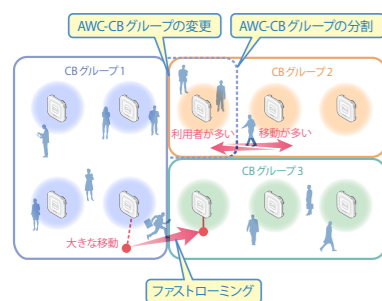 AWC-CBグループの変更
AWC-CBグループの分割
CBグループ1
CBグループ2
利用者が多い
移動が多い
CBグループ3
大きな移動
ファストローミング